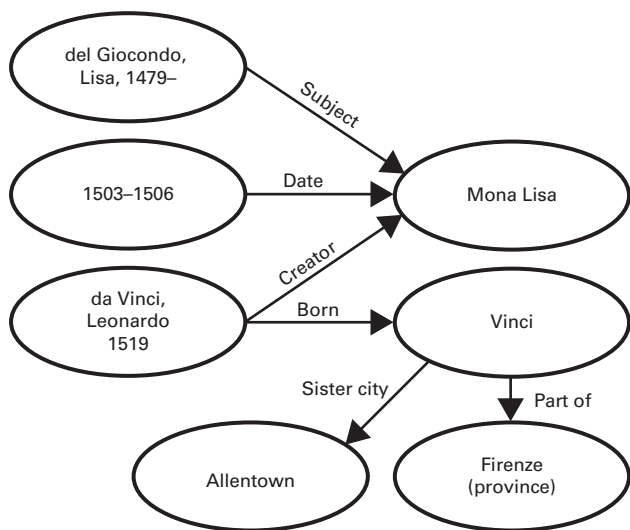 del Giocondo,
Lisa, 1479–
Subject
1503–1506
Date
Mona Lisa
Creator
da Vinci,
Leonardo
1519
Born
Vinci
Sister city
Part of
Allentown
Firenze
(province)